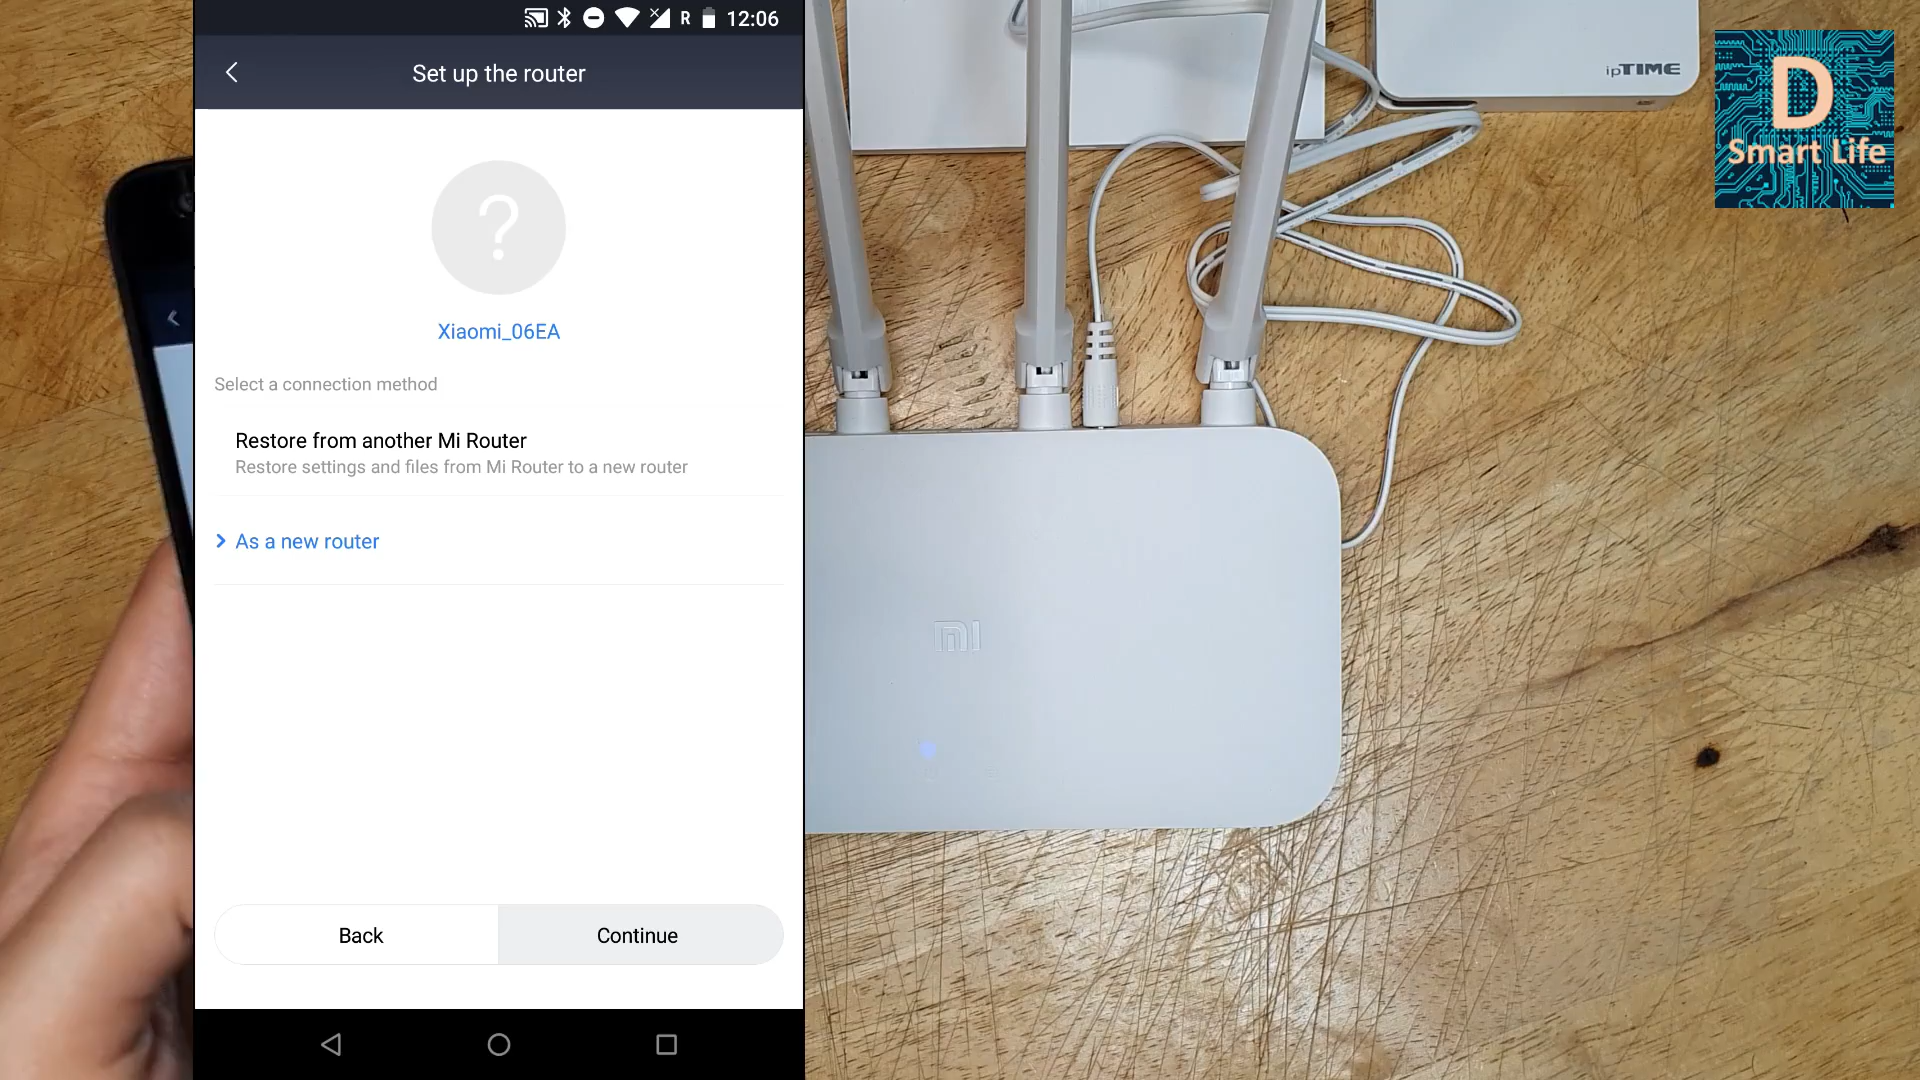 R 12:06
Set up the router
?
Xiaomi_06EA
Select a connection method
Restore from another Mi Router
Restore settings and files from Mi Router to a new router
As a new router
Back
Continue
ipTIME
D
Smart Life
MI